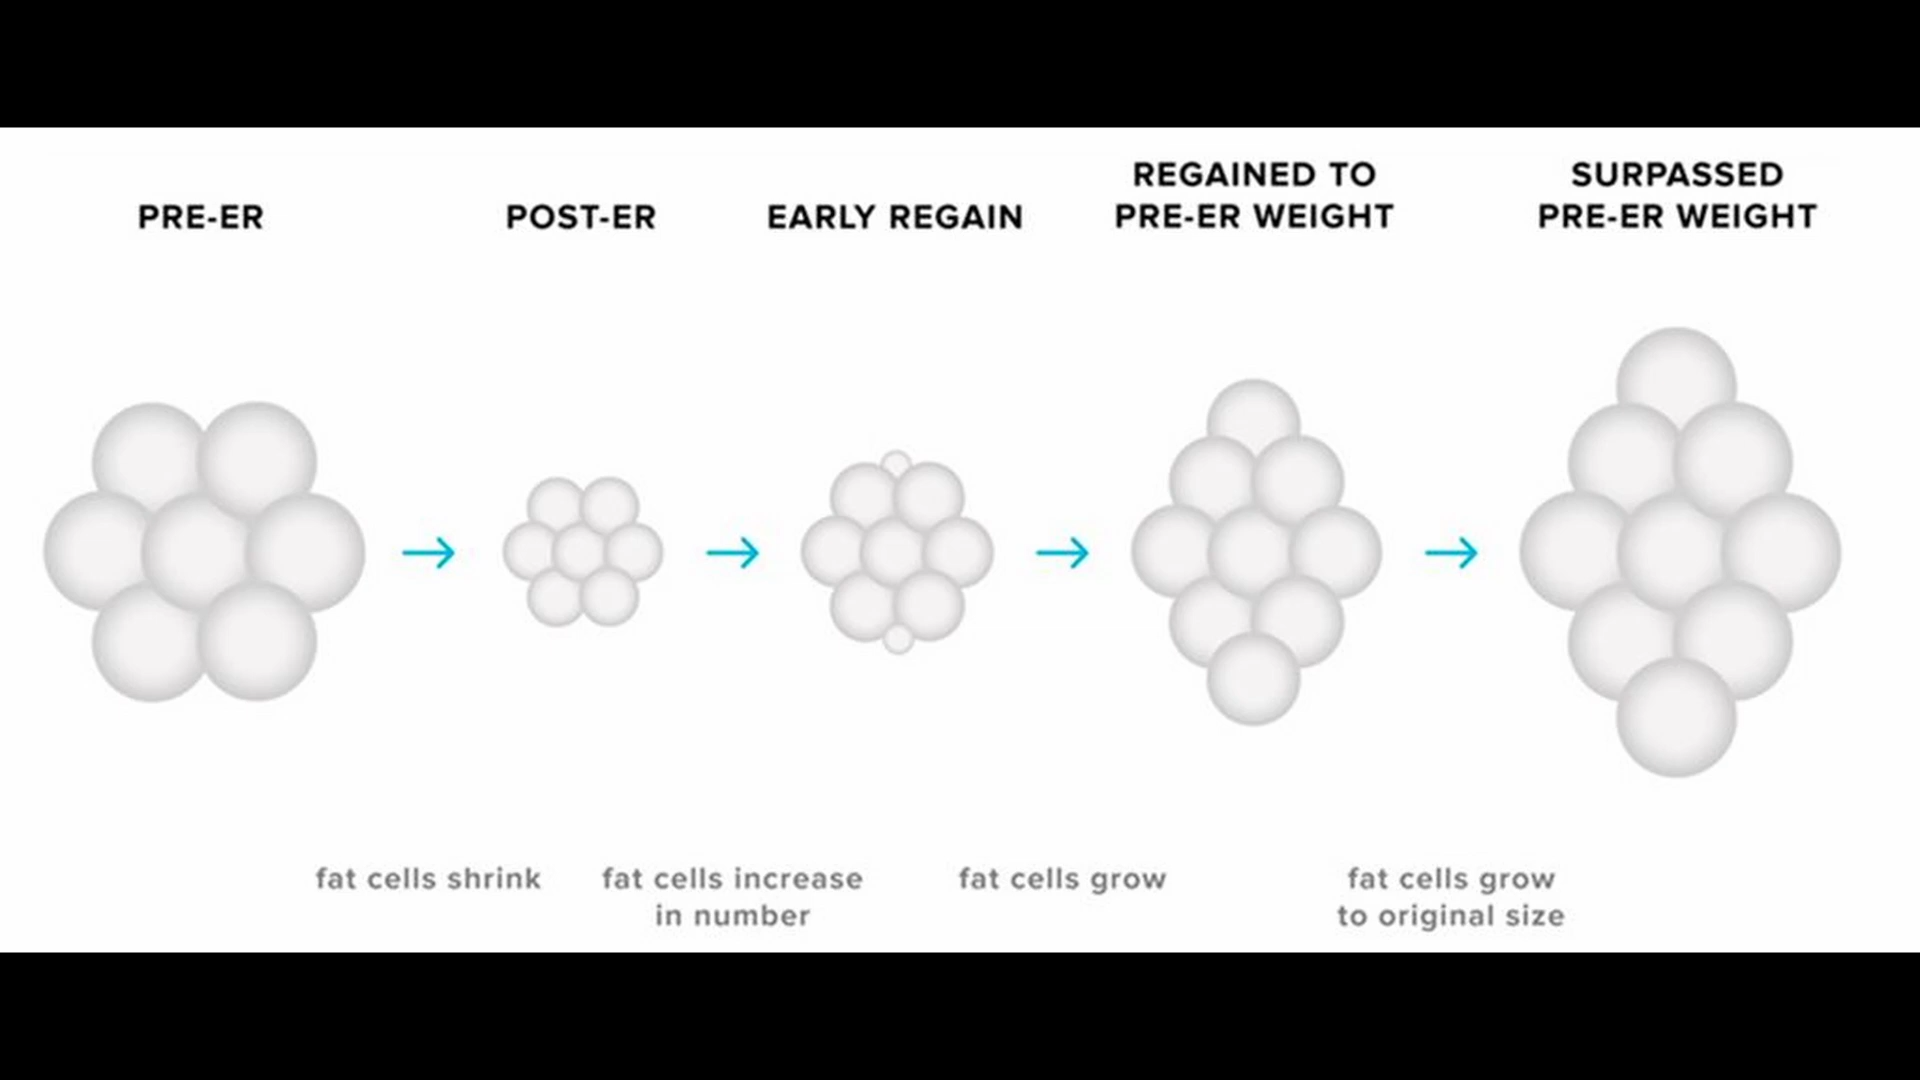 PRE-ER
POST-ER
EARLY REGAIN
REGAINED TO
PRE-ER WEIGHT
SURPASSED
PRE-ER WEIGHT
fat cells shrink
fat cells increase
in number
fat cells grow
fat cells grow
to original size